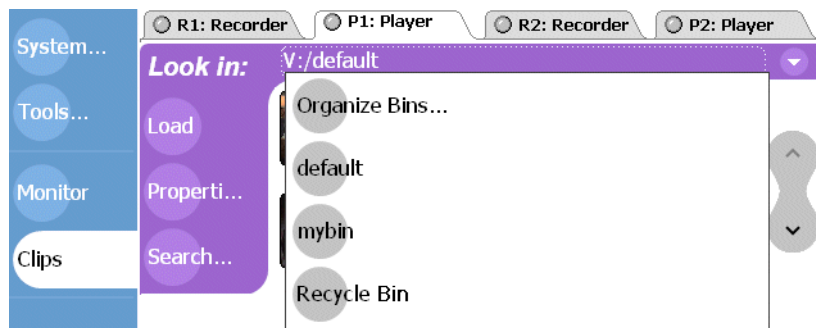 System...
Tools...
Monitor
Clips
R1: Recorder
P1: Player
R2: Recorder
P2: Player
Look in:
V:/default
Load
Properti...
Search...
Organize Bins...
default
mybin
Recycle Bin